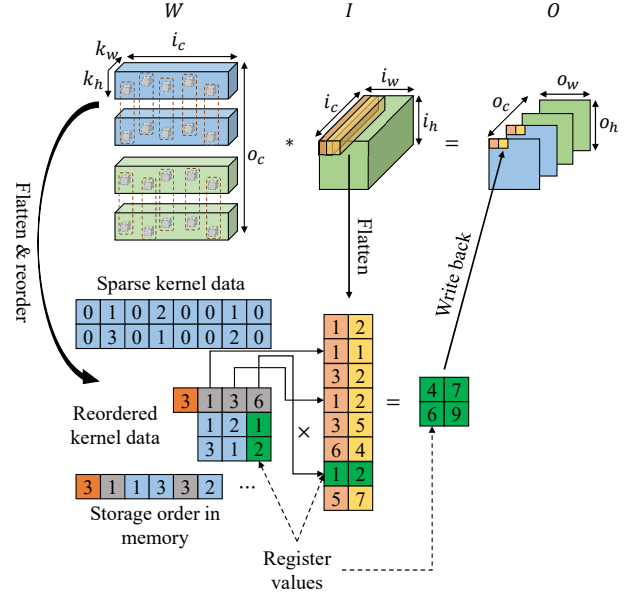 W I O
k_w i_c
k_h
o_c
*
i_c i_w
i_h
=
o_c o_w
o_h
Flatten & reorder
Flatten
Write back
Sparse kernel data
0 1 0 2 0 0 1 0
0 3 0 1 0 0 2 0
Reordered
kernel data
3 1 3 6
1 2 1
3 1 2
×
1 2
1 1
3 2
1 2
3 5
6 4
1 2
5 7
=
4 7
6 9
3 1 1 3 3 2 ...
Storage order in
memory
Register
values